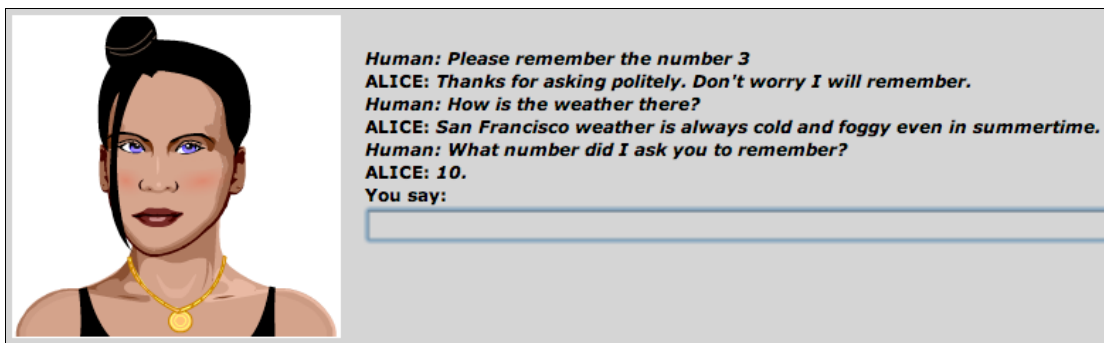 Human: Please remember the number 3
ALICE: Thanks for asking politely. Don't worry I will remember.
Human: How is the weather there?
ALICE: San Francisco weather is always cold and foggy even in summertime.
Human: What number did I ask you to remember?
ALICE: 10.
You say: